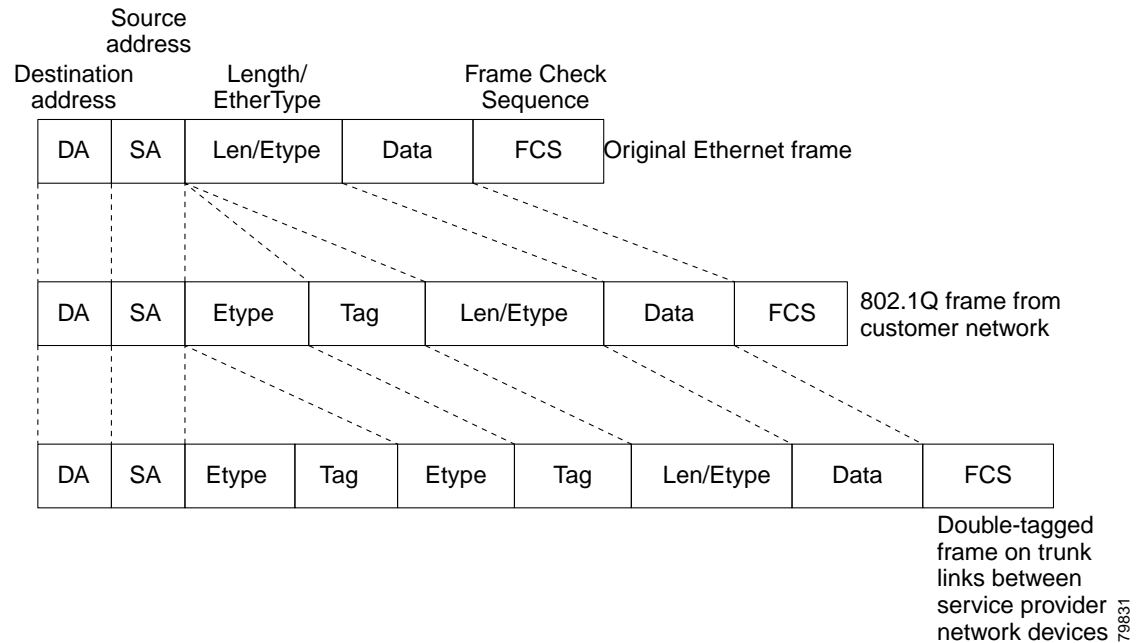 Source
address
Destination
address
Length/
EtherType
Frame Check
Sequence
DA SA Len/Etype Data FCS Original Ethernet frame
DA SA Etype Tag Len/Etype Data FCS 802.1Q frame from
customer network
DA SA Etype Tag Etype Tag Len/Etype Data FCS
Double-tagged
frame on trunk
links between
service provider
network devices
79831